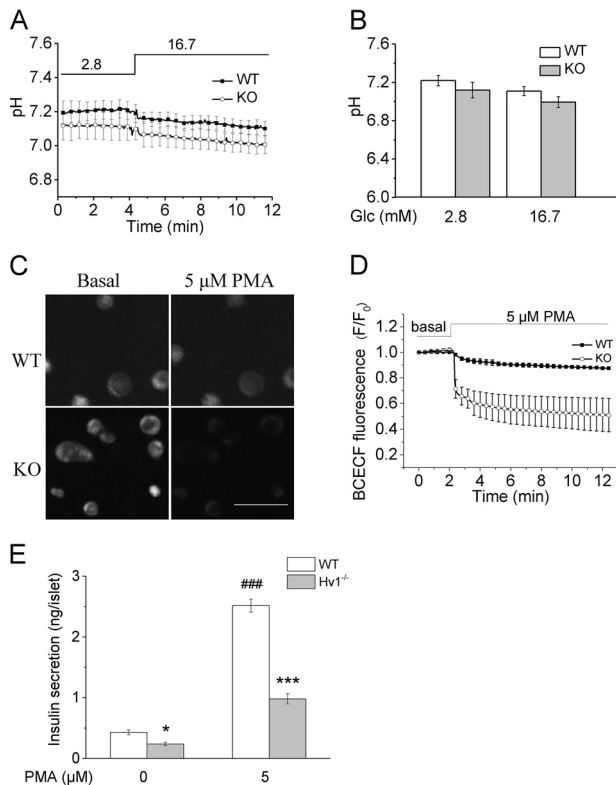 A
7.6
7.2
7.0
6.8
pH
2.8
16.7
WT
KO
0 2 4 6 8 10 12
Time (min)
B
7.6
7.2
6.8
6.4
6.0
pH
WT
KO
Glc (mM)
2.8
16.7
C
Basal
5 μM PMA
WT
KO
D
BCECF fluorescence (F/F0)
1.4
1.2
1.0
0.8
0.6
0.4
0.2
basal
5 μM PMA
WT
KO
0 2 4 6 8 10 12
Time (min)
E
Insulin secretion (ng/islet)
3
2
1
0
WT
Hv1-/-
*
###
***
PMA (μM)
0
5